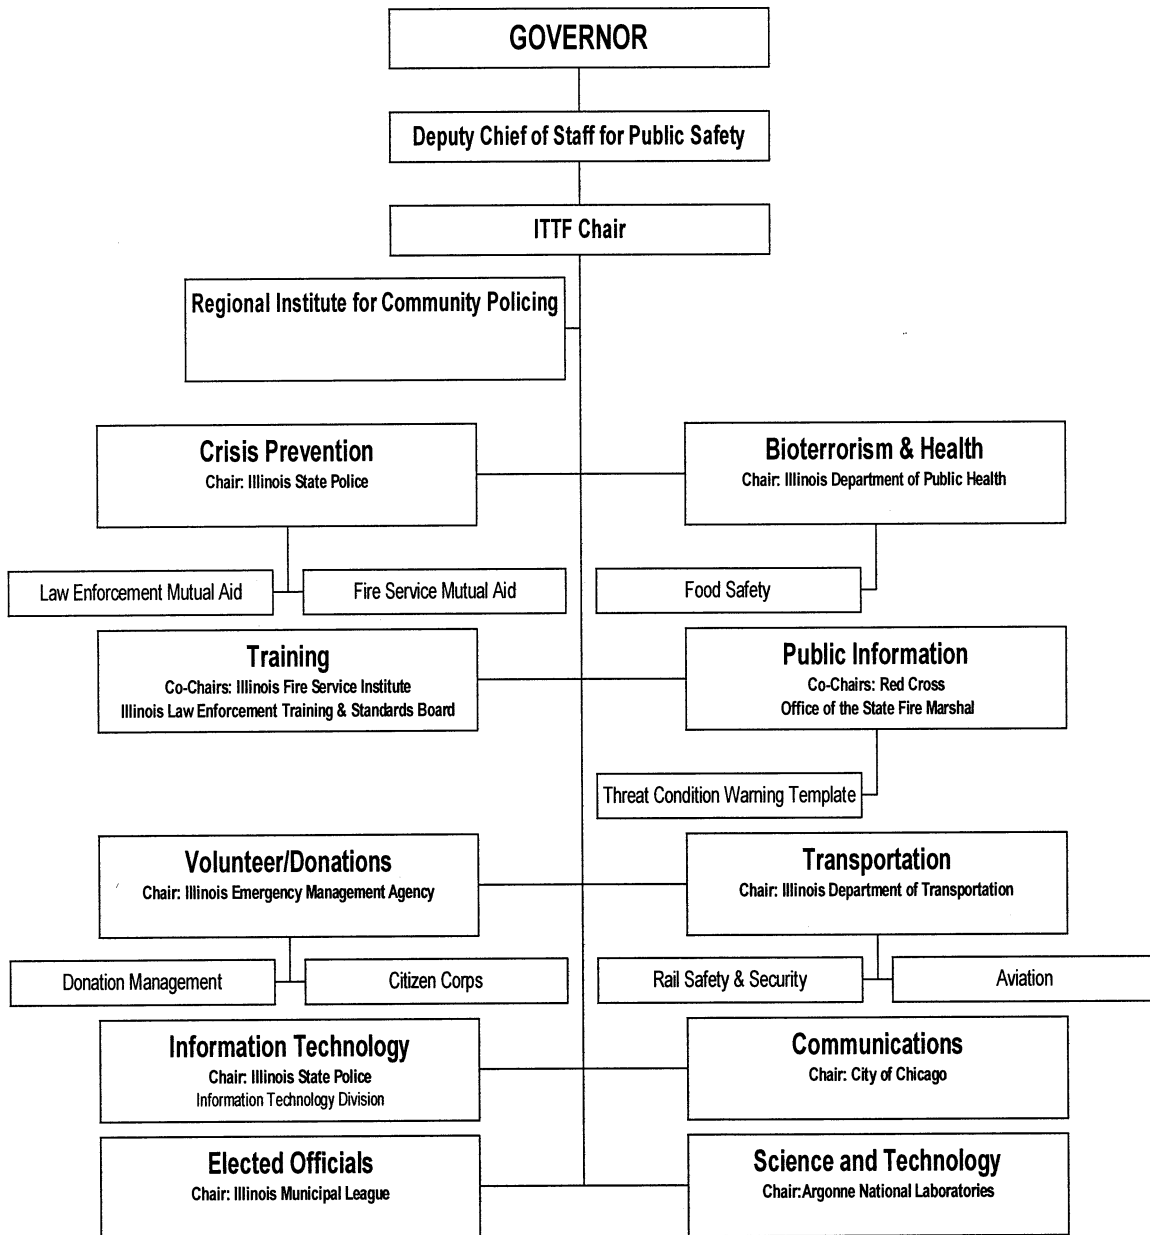 GOVERNOR
Deputy Chief of Staff for Public Safety
ITTF Chair
Regional Institute for Community Policing
Crisis Prevention
Chair: Illinois State Police
Bioterrorism & Health
Chair: Illinois Department of Public Health
Law Enforcement Mutual Aid
Fire Service Mutual Aid
Food Safety
Training
Co-Chairs: Illinois Fire Service Institute
Illinois Law Enforcement Training & Standards Board
Public Information
Co-Chairs: Red Cross
Office of the State Fire Marshal
Threat Condition Warning Template
Volunteer/Donations
Chair: Illinois Emergency Management Agency
Transportation
Chair: Illinois Department of Transportation
Donation Management
Citizen Corps
Rail Safety & Security
Aviation
Information Technology
Chair: Illinois State Police
Information Technology Division
Communications
Chair: City of Chicago
Elected Officials
Chair: Illinois Municipal League
Science and Technology
Chair:Argonne National Laboratories